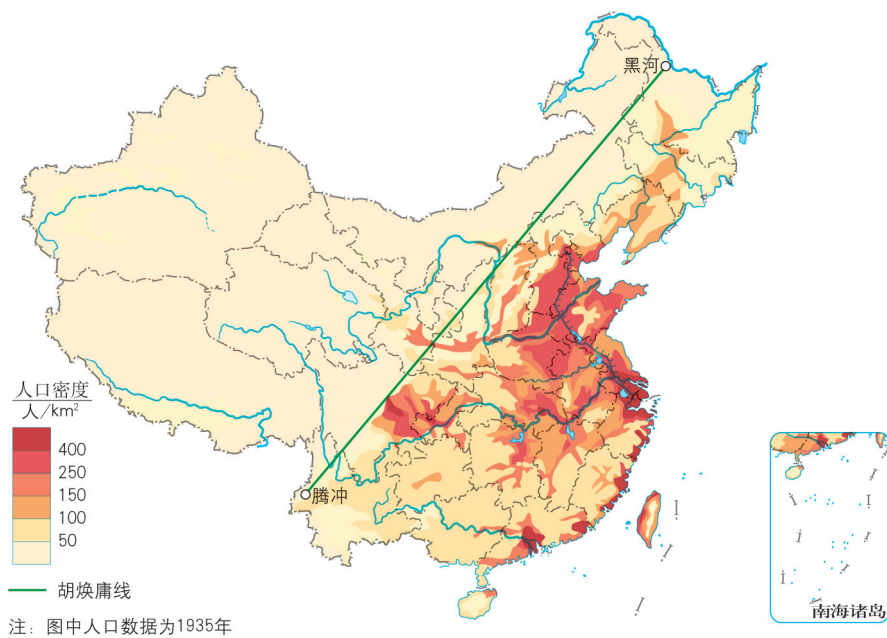 黑河
腾冲
人口密度
人/km²
400
250
150
100
50
胡焕庸线
注：图中人口数据为1935年
南海诸岛